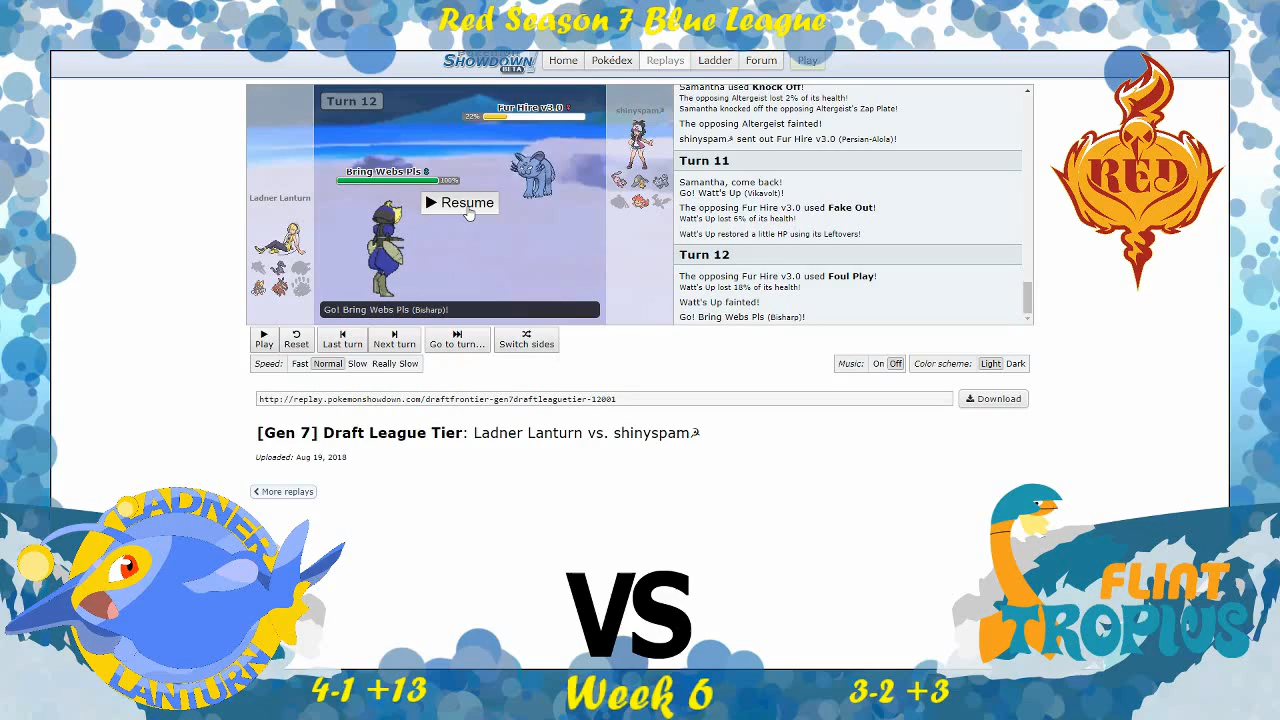 Red Season 7 Blue League
SHOWDOWN
BETA
Home
Pokédex
Replays
Ladder
Forum
Play
Turn 12
Fur Hire v3.0
22%
Bring Webs Pls
100%
Resume
Go! Bring Webs Pls (Bisharp)!
Ladner Lanturn
shinyspam☭
Samantha used Knock Off!
The opposing Altergeist lost 2% of its health!
Samantha knocked off the opposing Altergeist's Zap Plate!
The opposing Altergeist fainted!
shinyspam☭ sent out Fur Hire v3.0 (Persian-Alola)!
Turn 11
Samantha, come back!
Go! Watt's Up (Vikavolt)!
The opposing Fur Hire v3.0 used Fake Out!
Watt's Up lost 6% of its health!
Watt's Up restored a little HP using its Leftovers!
Turn 12
The opposing Fur Hire v3.0 used Foul Play!
Watt's Up lost 18% of its health!
Watt's Up fainted!
Go! Bring Webs Pls (Bisharp)!
Play
Reset
Last turn
Next turn
Go to turn...
Switch sides
Speed: Fast Normal Slow Really Slow
Music: On Off
Color scheme: Light Dark
http://replay.pokemonshowdown.com/draftfrontier-gen7draftleaguetier-12001
Download
[Gen 7] Draft League Tier: Ladner Lanturn vs. shinyspam☭
Uploaded: Aug 19, 2018
More replays
RED
LADNER
LANTURN
VS
FLINT
TROPIUS
4-1 +13
Week 6
3-2 +3